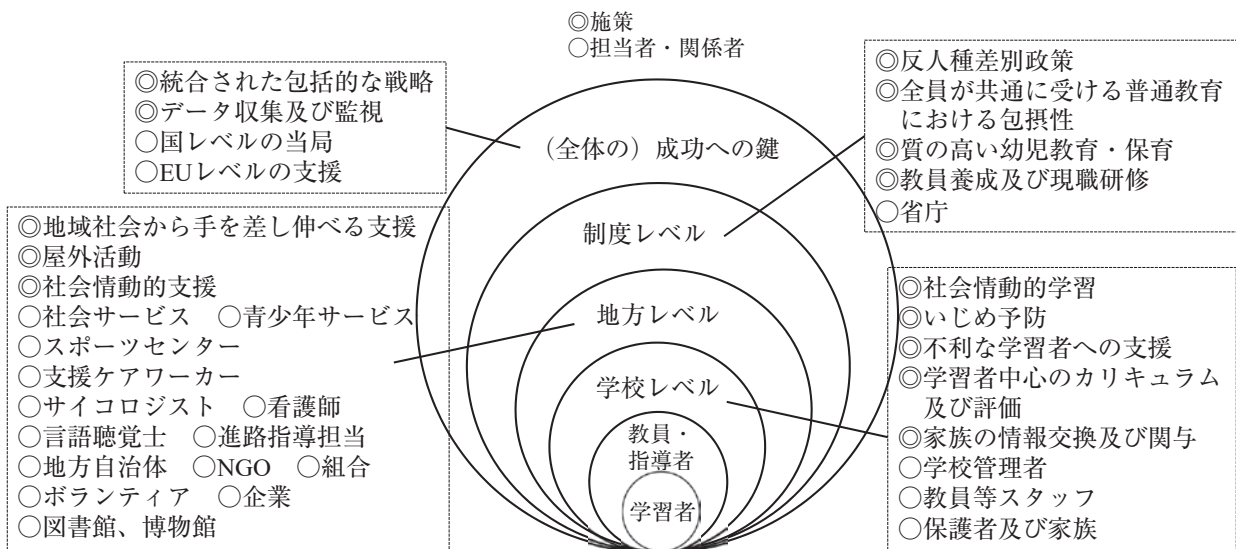 ◎施策
○担当者・関係者
◎統合された包括的な戦略
◎データ収集及び監視
○国レベルの当局
○EUレベルの支援
◎反人種差別政策
◎全員が共通に受ける普通教育
における包摂性
◎質の高い幼児教育・保育
◎教員養成及び現職研修
○省庁
(全体の)成功への鍵
制度レベル
地方レベル
学校レベル
教員・
指導者
学習者
◎地域社会から手を差し伸べる支援
◎屋外活動
◎社会情動的支援
○社会サービス ○青少年サービス
○スポーツセンター
○支援ケアワーカー
○サイコロジスト ○看護師
○言語聴覚士 ○進路指導担当
○地方自治体 ○NGO ○組合
○ボランティア ○企業
○図書館、博物館
◎社会情動的学習
◎いじめ予防
◎不利な学習者への支援
◎学習者中心のカリキュラム
及び評価
◎家族の情報交換及び関与
○学校管理者
○教員等スタッフ
○保護者及び家族